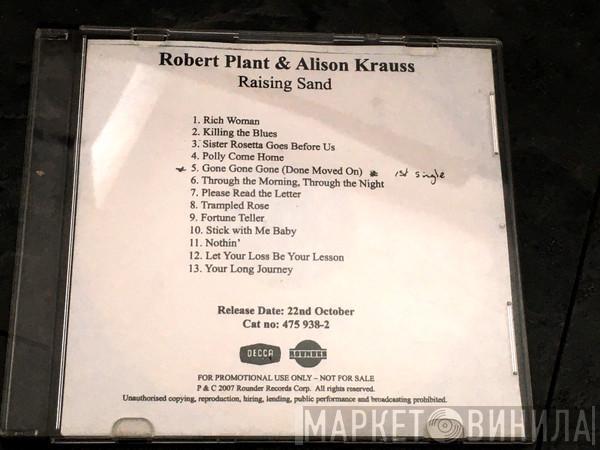 Robert Plant & Alison Krauss
Raising Sand
1. Rich Woman
2. Killing the Blues
3. Sister Rosetta Goes Before Us
4. Polly Come Home
* 5. Gone Gone Gone (Done Moved On) * 1st single
6. Through the Morning, Through the Night
7. Please Read the Letter
8. Trampled Rose
9. Fortune Teller
10. Stick with Me Baby
11. Nothin'
12. Let Your Loss Be Your Lesson
13. Your Long Journey
Release Date: 22nd October
Cat no: 475 938-2
DECCA ROUNDER
FOR PROMOTIONAL USE ONLY – NOT FOR SALE
P & C 2007 Rounder Records Corp. All rights reserved.
Unauthorised copying, reproduction, hiring, lending, public performance and broadcasting prohibited.
МАРКЕТ ВИНИЛА